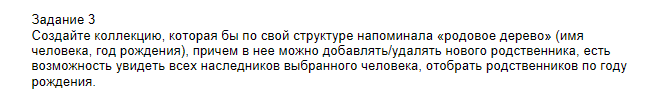 Задание 3
Создайте коллекцию, которая бы по свой структуре напоминала «родовое дерево» (имя
человека, год рождения), причем в нее можно добавлять/удалять нового родственника, есть
возможность увидеть всех наследников выбранного человека, отобрать родственников по году
рождения.